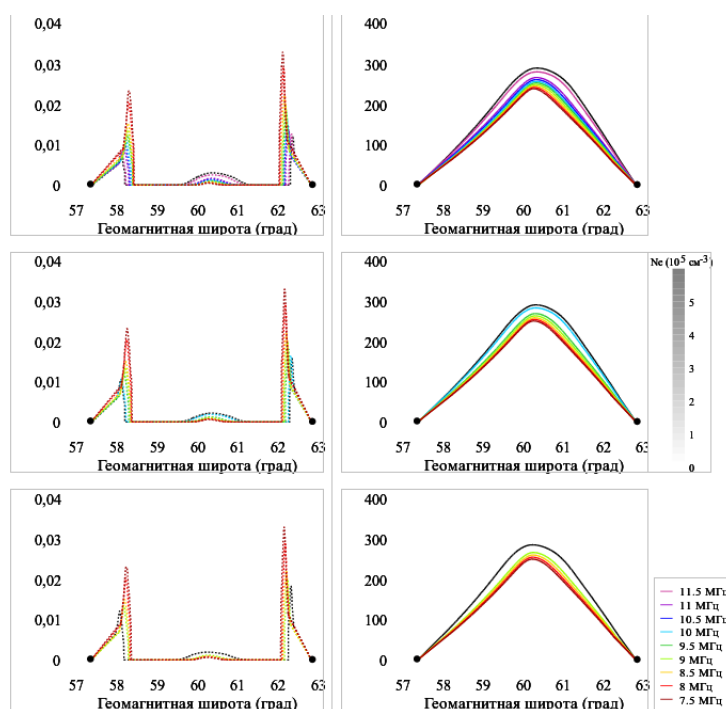 0,04
0,03
0,02
0,01
0
57 58 59 60 61 62 63
Геомагнитная широта (град)
400
300
200
100
0
57 58 59 60 61 62 63
Геомагнитная широта (град)
0,04
0,03
0,02
0,01
0
57 58 59 60 61 62 63
Геомагнитная широта (град)
400
300
200
100
0
57 58 59 60 61 62 63
Геомагнитная широта (град)
Ne (10⁵ см⁻³)
5
4
3
2
1
0
0,04
0,03
0,02
0,01
0
57 58 59 60 61 62 63
Геомагнитная широта (град)
400
300
200
100
0
57 58 59 60 61 62 63
Геомагнитная широта (град)
11.5 МГц
11 МГц
10.5 МГц
10 МГц
9.5 МГц
9 МГц
8.5 МГц
8 МГц
7.5 МГц